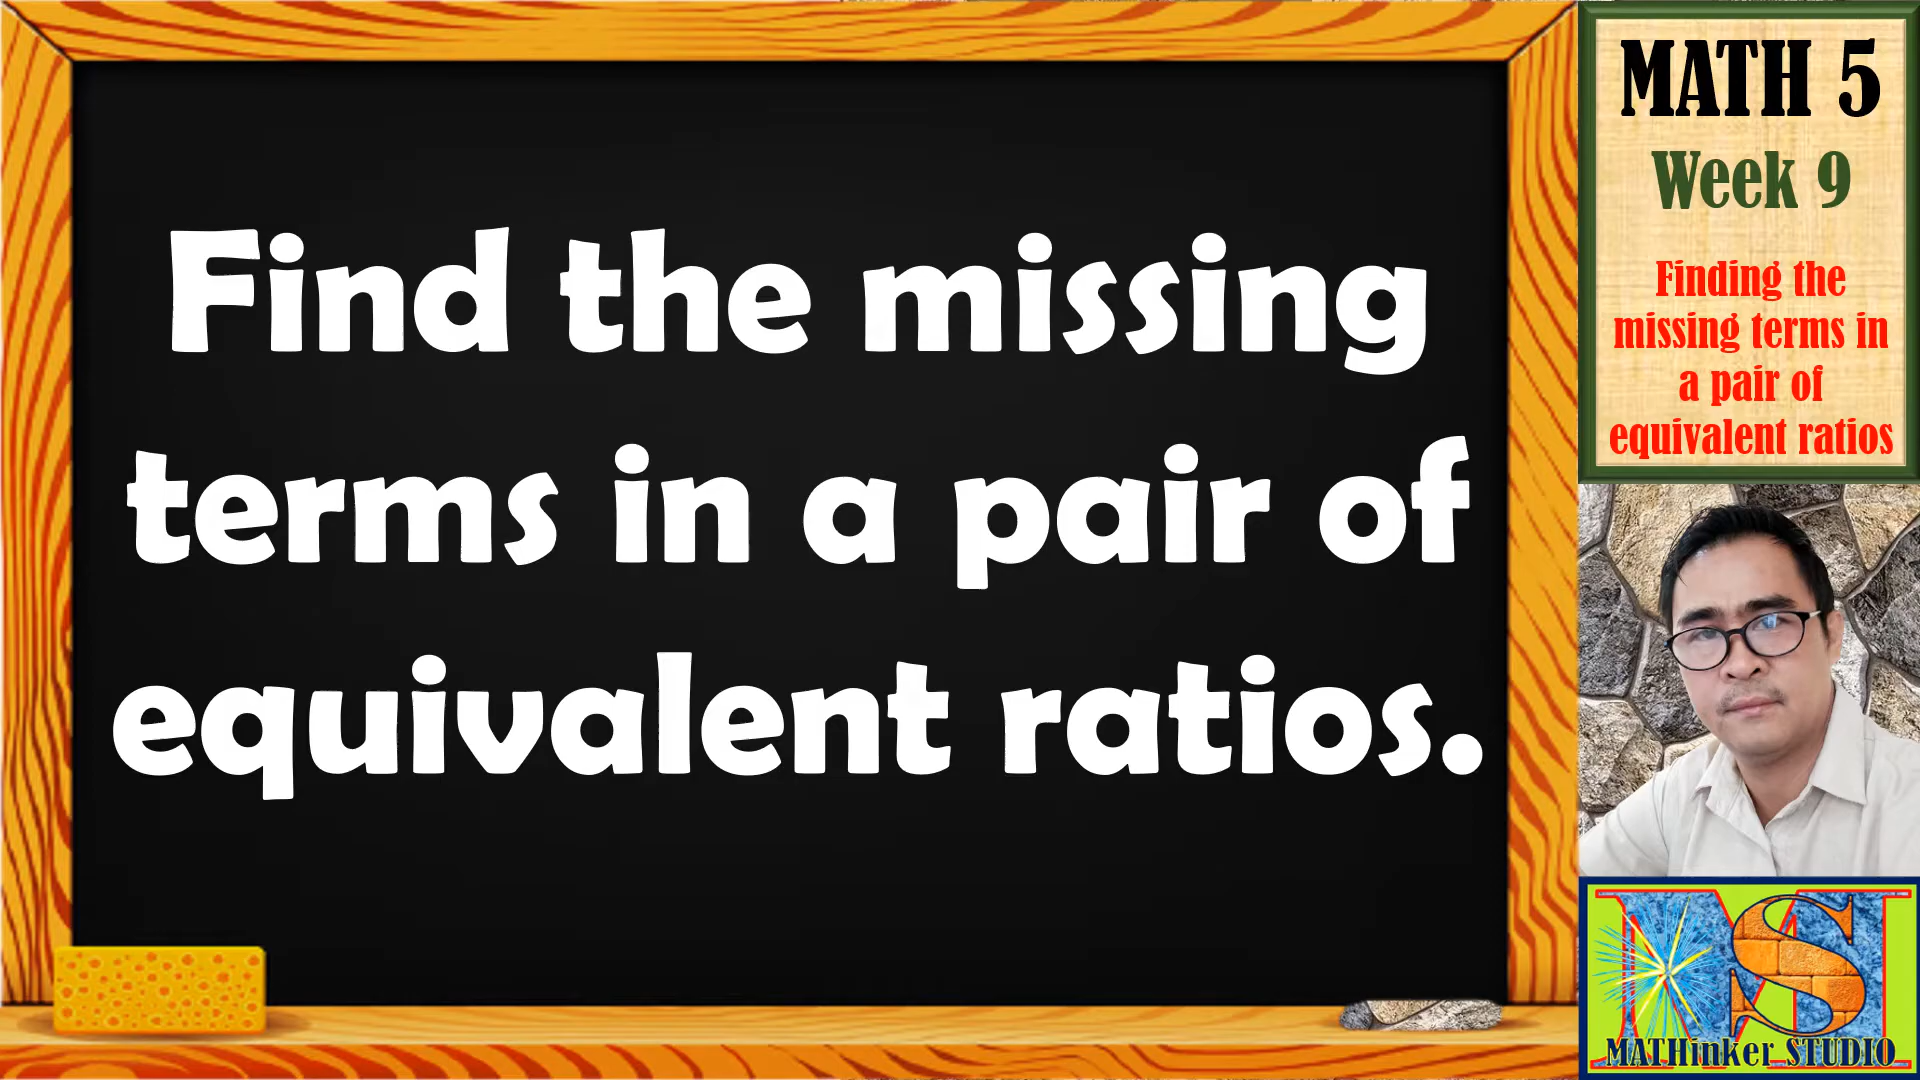 Find the missing
terms in a pair of
equivalent ratios.
MATH 5
Week 9
Finding the
missing terms in
a pair of
equivalent ratios
MS
MATHinker STUDIO